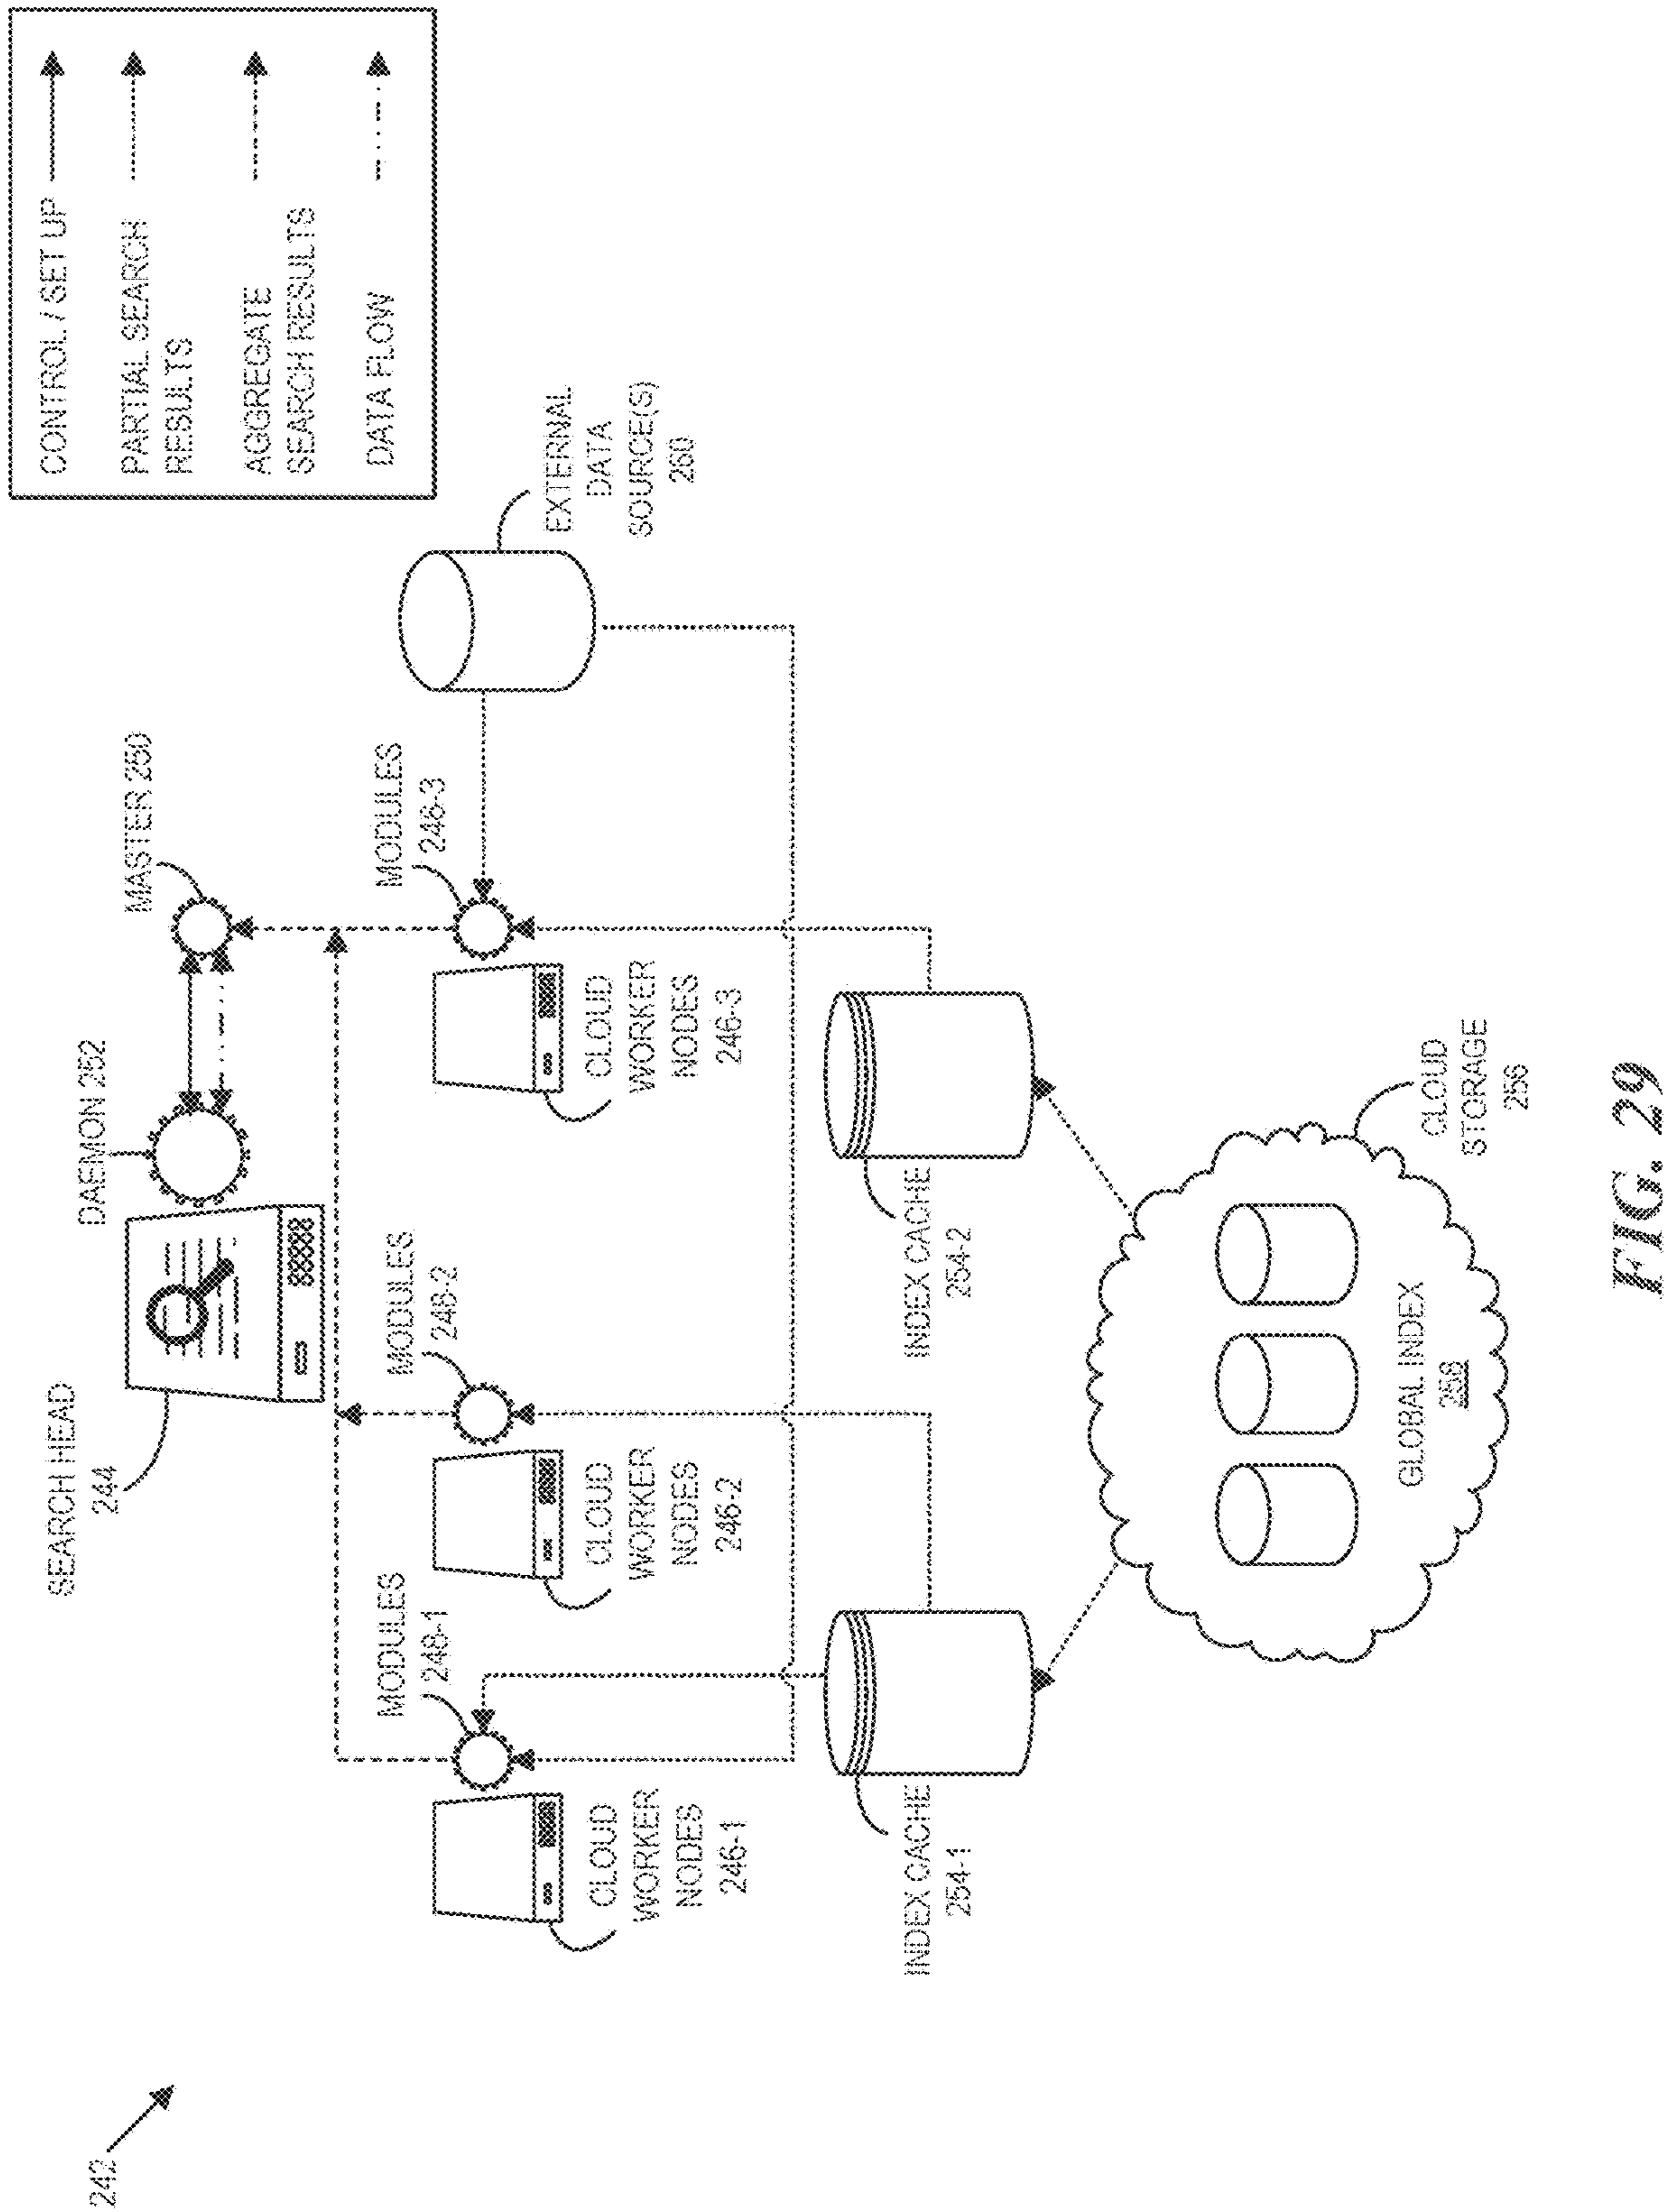 242
SEARCH HEAD
244
DAEMON 252
MASTER 250
CONTROL / SET UP
PARTIAL SEARCH
RESULTS
AGGREGATE
SEARCH RESULTS
DATA FLOW
MODULES
248-1
MODULES
248-2
MODULES
248-3
CLOUD
WORKER
NODES
246-1
CLOUD
WORKER
NODES
246-2
CLOUD
WORKER
NODES
246-3
EXTERNAL
DATA
SOURCE(S)
260
INDEX CACHE
254-1
INDEX CACHE
254-2
GLOBAL INDEX
258
CLOUD
STORAGE
256
FIG. 29